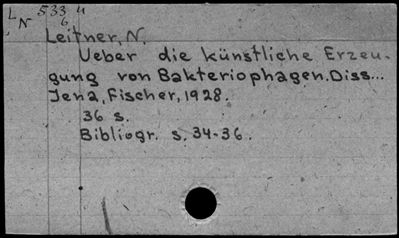 L 533 4
N 6
Leitner, N.
Ueber die künstliche Erzeu-
gung von Bakteriophagen. Diss...
Jena, Fischer, 1928.
36 s.
Bibliogr. s. 34-36.